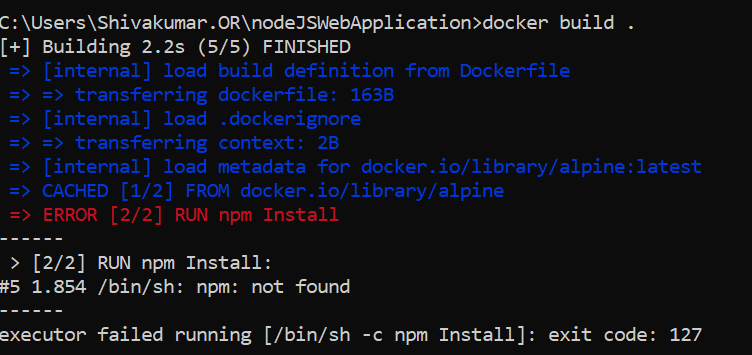 C:\Users\Shivakumar.OR\nodeJSWebApplication>docker build .
[+] Building 2.2s (5/5) FINISHED
=> [internal] load build definition from Dockerfile
=> => transferring dockerfile: 163B
=> [internal] load .dockerignore
=> => transferring context: 2B
=> [internal] load metadata for docker.io/library/alpine:latest
=> CACHED [1/2] FROM docker.io/library/alpine
=> ERROR [2/2] RUN npm Install
------
> [2/2] RUN npm Install:
#5 1.854 /bin/sh: npm: not found
------
executor failed running [/bin/sh -c npm Install]: exit code: 127